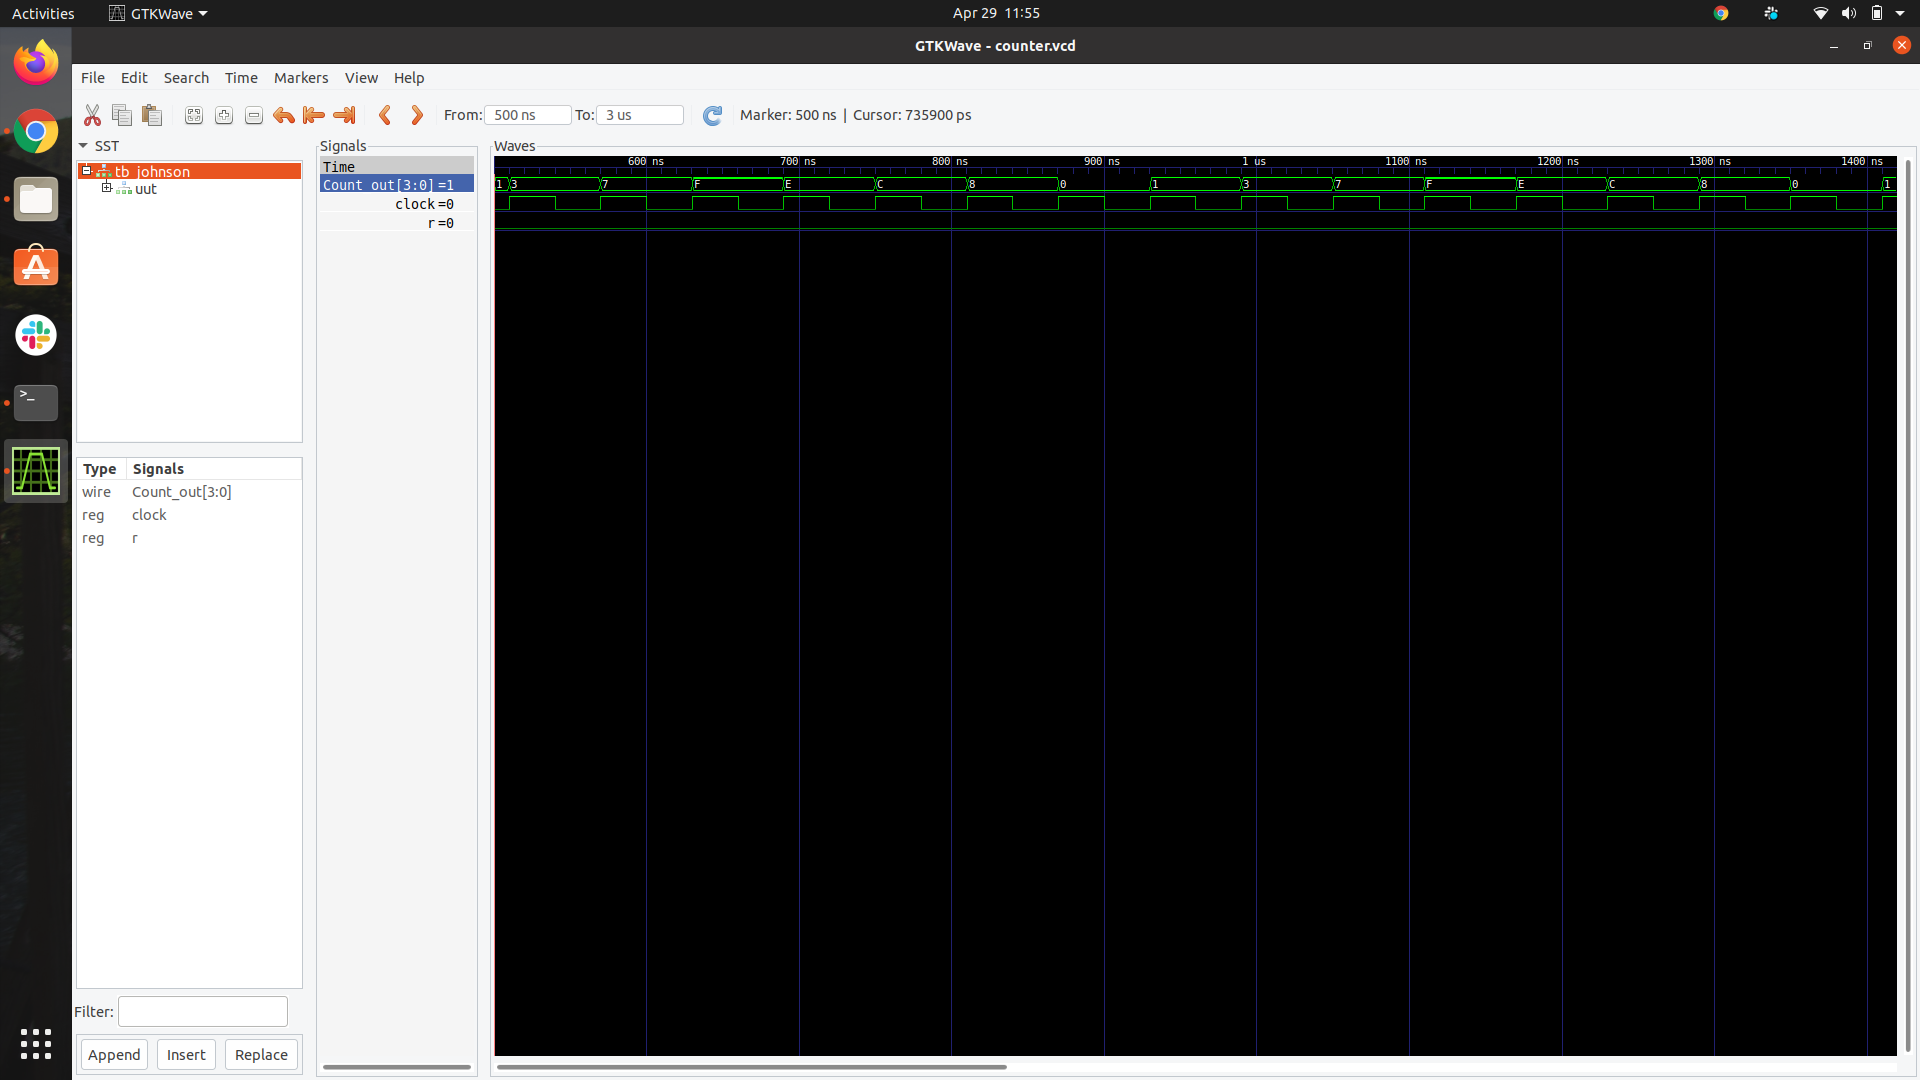 Activities GTKWave Apr 29 11:55
GTKWave - counter.vcd
File Edit Search Time Markers View Help
From: 500 ns To: 3 us Marker: 500 ns | Cursor: 735900 ps
SST
tb_johnson
uut
Type Signals
wire Count_out[3:0]
reg clock
reg r
Filter:
Append Insert Replace
Signals
Time
Count_out[3:0] =1
clock =0
r =0
Waves
600 ns 700 ns 800 ns 900 ns 1 us 1100 ns 1200 ns 1300 ns 1400 ns
1 3 7 F E C 8 0 1 3 7 F E C 8 0 1